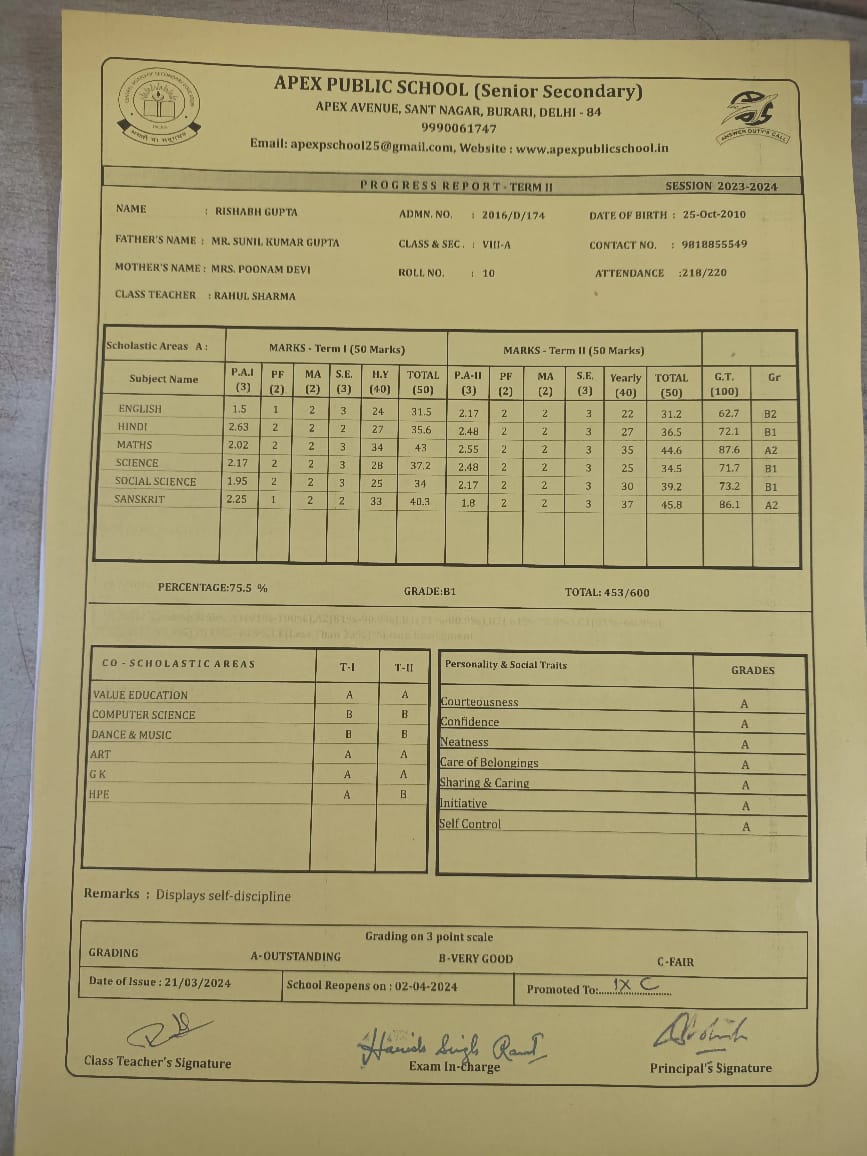 APEX PUBLIC SCHOOL (Senior Secondary)
APEX AVENUE, SANT NAGAR, BURARI, DELHI - 84
9990061747
Email: apexpschool25@gmail.com, Website : www.apexpublicschool.in
ANSWER DUTY'S CALL
PROGRESS REPORT - TERM II SESSION 2023-2024
NAME : RISHABH GUPTA ADMN. NO. : 2016/D/174 DATE OF BIRTH : 25-Oct-2010
FATHER'S NAME : MR. SUNIL KUMAR GUPTA CLASS & SEC. : VIII-A CONTACT NO. : 9818855549
MOTHER'S NAME : MRS. POONAM DEVI ROLL NO. : 10 ATTENDANCE :218/220
CLASS TEACHER : RAHUL SHARMA
Scholastic Areas A : MARKS - Term I (50 Marks) MARKS - Term II (50 Marks)
Subject Name P.A.I (3) PF (2) MA (2) S.E. (3) H.Y (40) TOTAL (50) P.A-II (3) PF (2) MA (2) S.E. (3) Yearly (40) TOTAL (50) G.T. (100) Gr
ENGLISH 1.5 1 2 3 24 31.5 2.17 2 2 3 22 31.2 62.7 B2
HINDI 2.63 2 2 2 27 35.6 2.48 2 2 3 27 36.5 72.1 B1
MATHS 2.02 2 2 3 34 43 2.55 2 2 3 35 44.6 87.6 A2
SCIENCE 2.17 2 2 3 28 37.2 2.48 2 2 3 25 34.5 71.7 B1
SOCIAL SCIENCE 1.95 2 2 3 25 34 2.17 2 2 3 30 39.2 73.2 B1
SANSKRIT 2.25 1 2 2 33 40.3 1.8 2 2 3 37 45.8 86.1 A2
PERCENTAGE:75.5 % GRADE:B1 TOTAL: 453/600
CO - SCHOLASTIC AREAS T-I T-II
VALUE EDUCATION A A
COMPUTER SCIENCE B B
DANCE & MUSIC B B
ART A A
G K A A
HPE A B
Personality & Social Traits GRADES
Courteousness A
Confidence A
Neatness A
Care of Belongings A
Sharing & Caring A
Initiative A
Self Control A
Remarks : Displays self-discipline
Grading on 3 point scale
GRADING A-OUTSTANDING B-VERY GOOD C-FAIR
Date of Issue : 21/03/2024 School Reopens on : 02-04-2024 Promoted To:....IX C....
Harish Singh Rawat
Class Teacher's Signature Exam In-Charge Principal's Signature